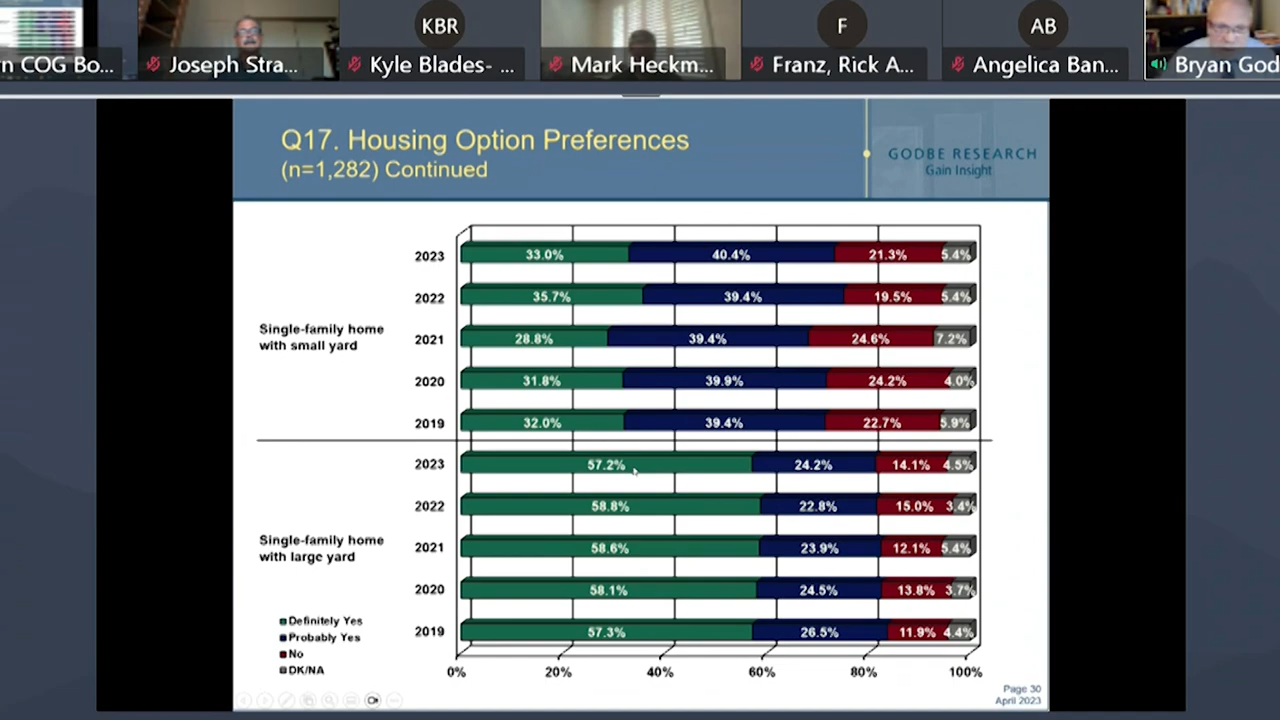 KBR
F
AB
n COG Bo...
Joseph Stra...
Kyle Blades- ...
Mark Heckm...
Franz, Rick A...
Angelica Ban...
Bryan God
Q17. Housing Option Preferences
(n=1,282) Continued
GODBE RESEARCH
Gain Insight
2023 33.0% 40.4% 21.3% 5.4%
2022 35.7% 39.4% 19.5% 5.4%
Single-family home
with small yard
2021 28.8% 39.4% 24.6% 7.2%
2020 31.8% 39.9% 24.2% 4.0%
2019 32.0% 39.4% 22.7% 5.9%
2023 57.2% 24.2% 14.1% 4.5%
2022 58.8% 22.8% 15.0% 3.4%
Single-family home
with large yard
2021 58.6% 23.9% 12.1% 5.4%
2020 58.1% 24.5% 13.8% 3.7%
2019 57.3% 26.5% 11.9% 4.4%
Definitely Yes
Probably Yes
No
DK/NA
0% 20% 40% 60% 80% 100%
Page 30
April 2023